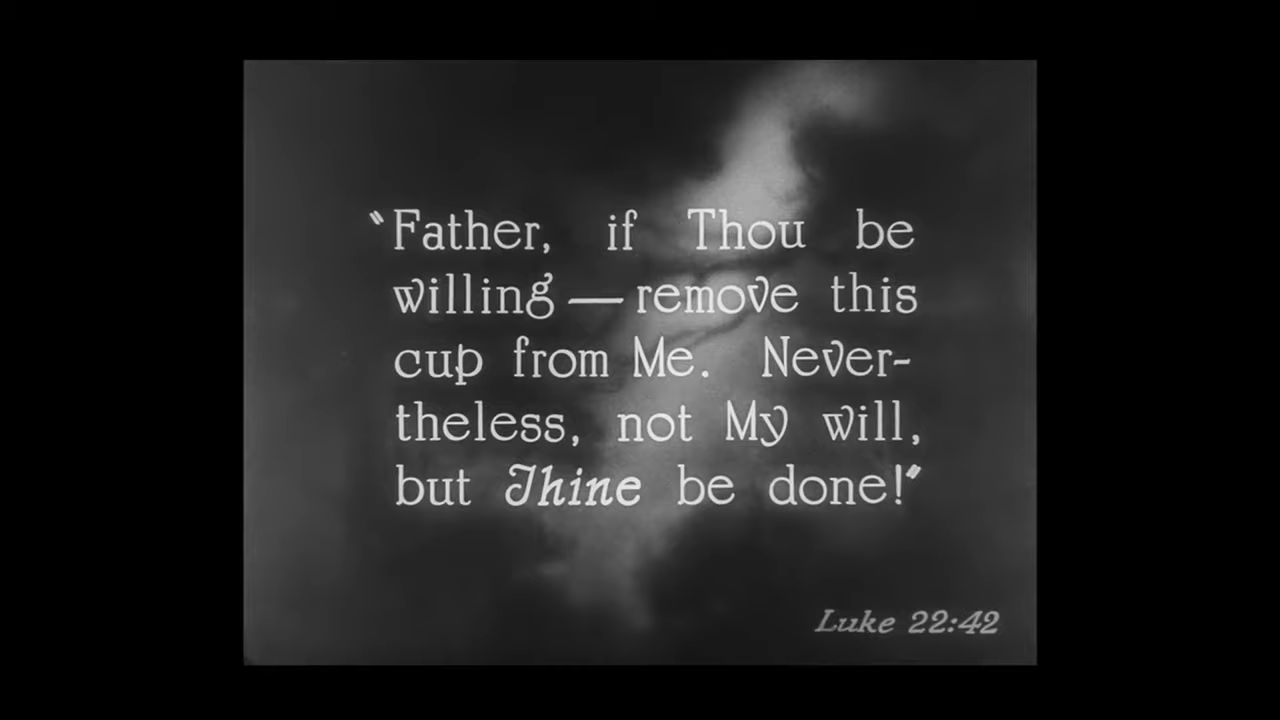 “Father, if Thou be
willing — remove this
cup from Me. Never-
theless, not My will,
but Thine be done!”
Luke 22:42